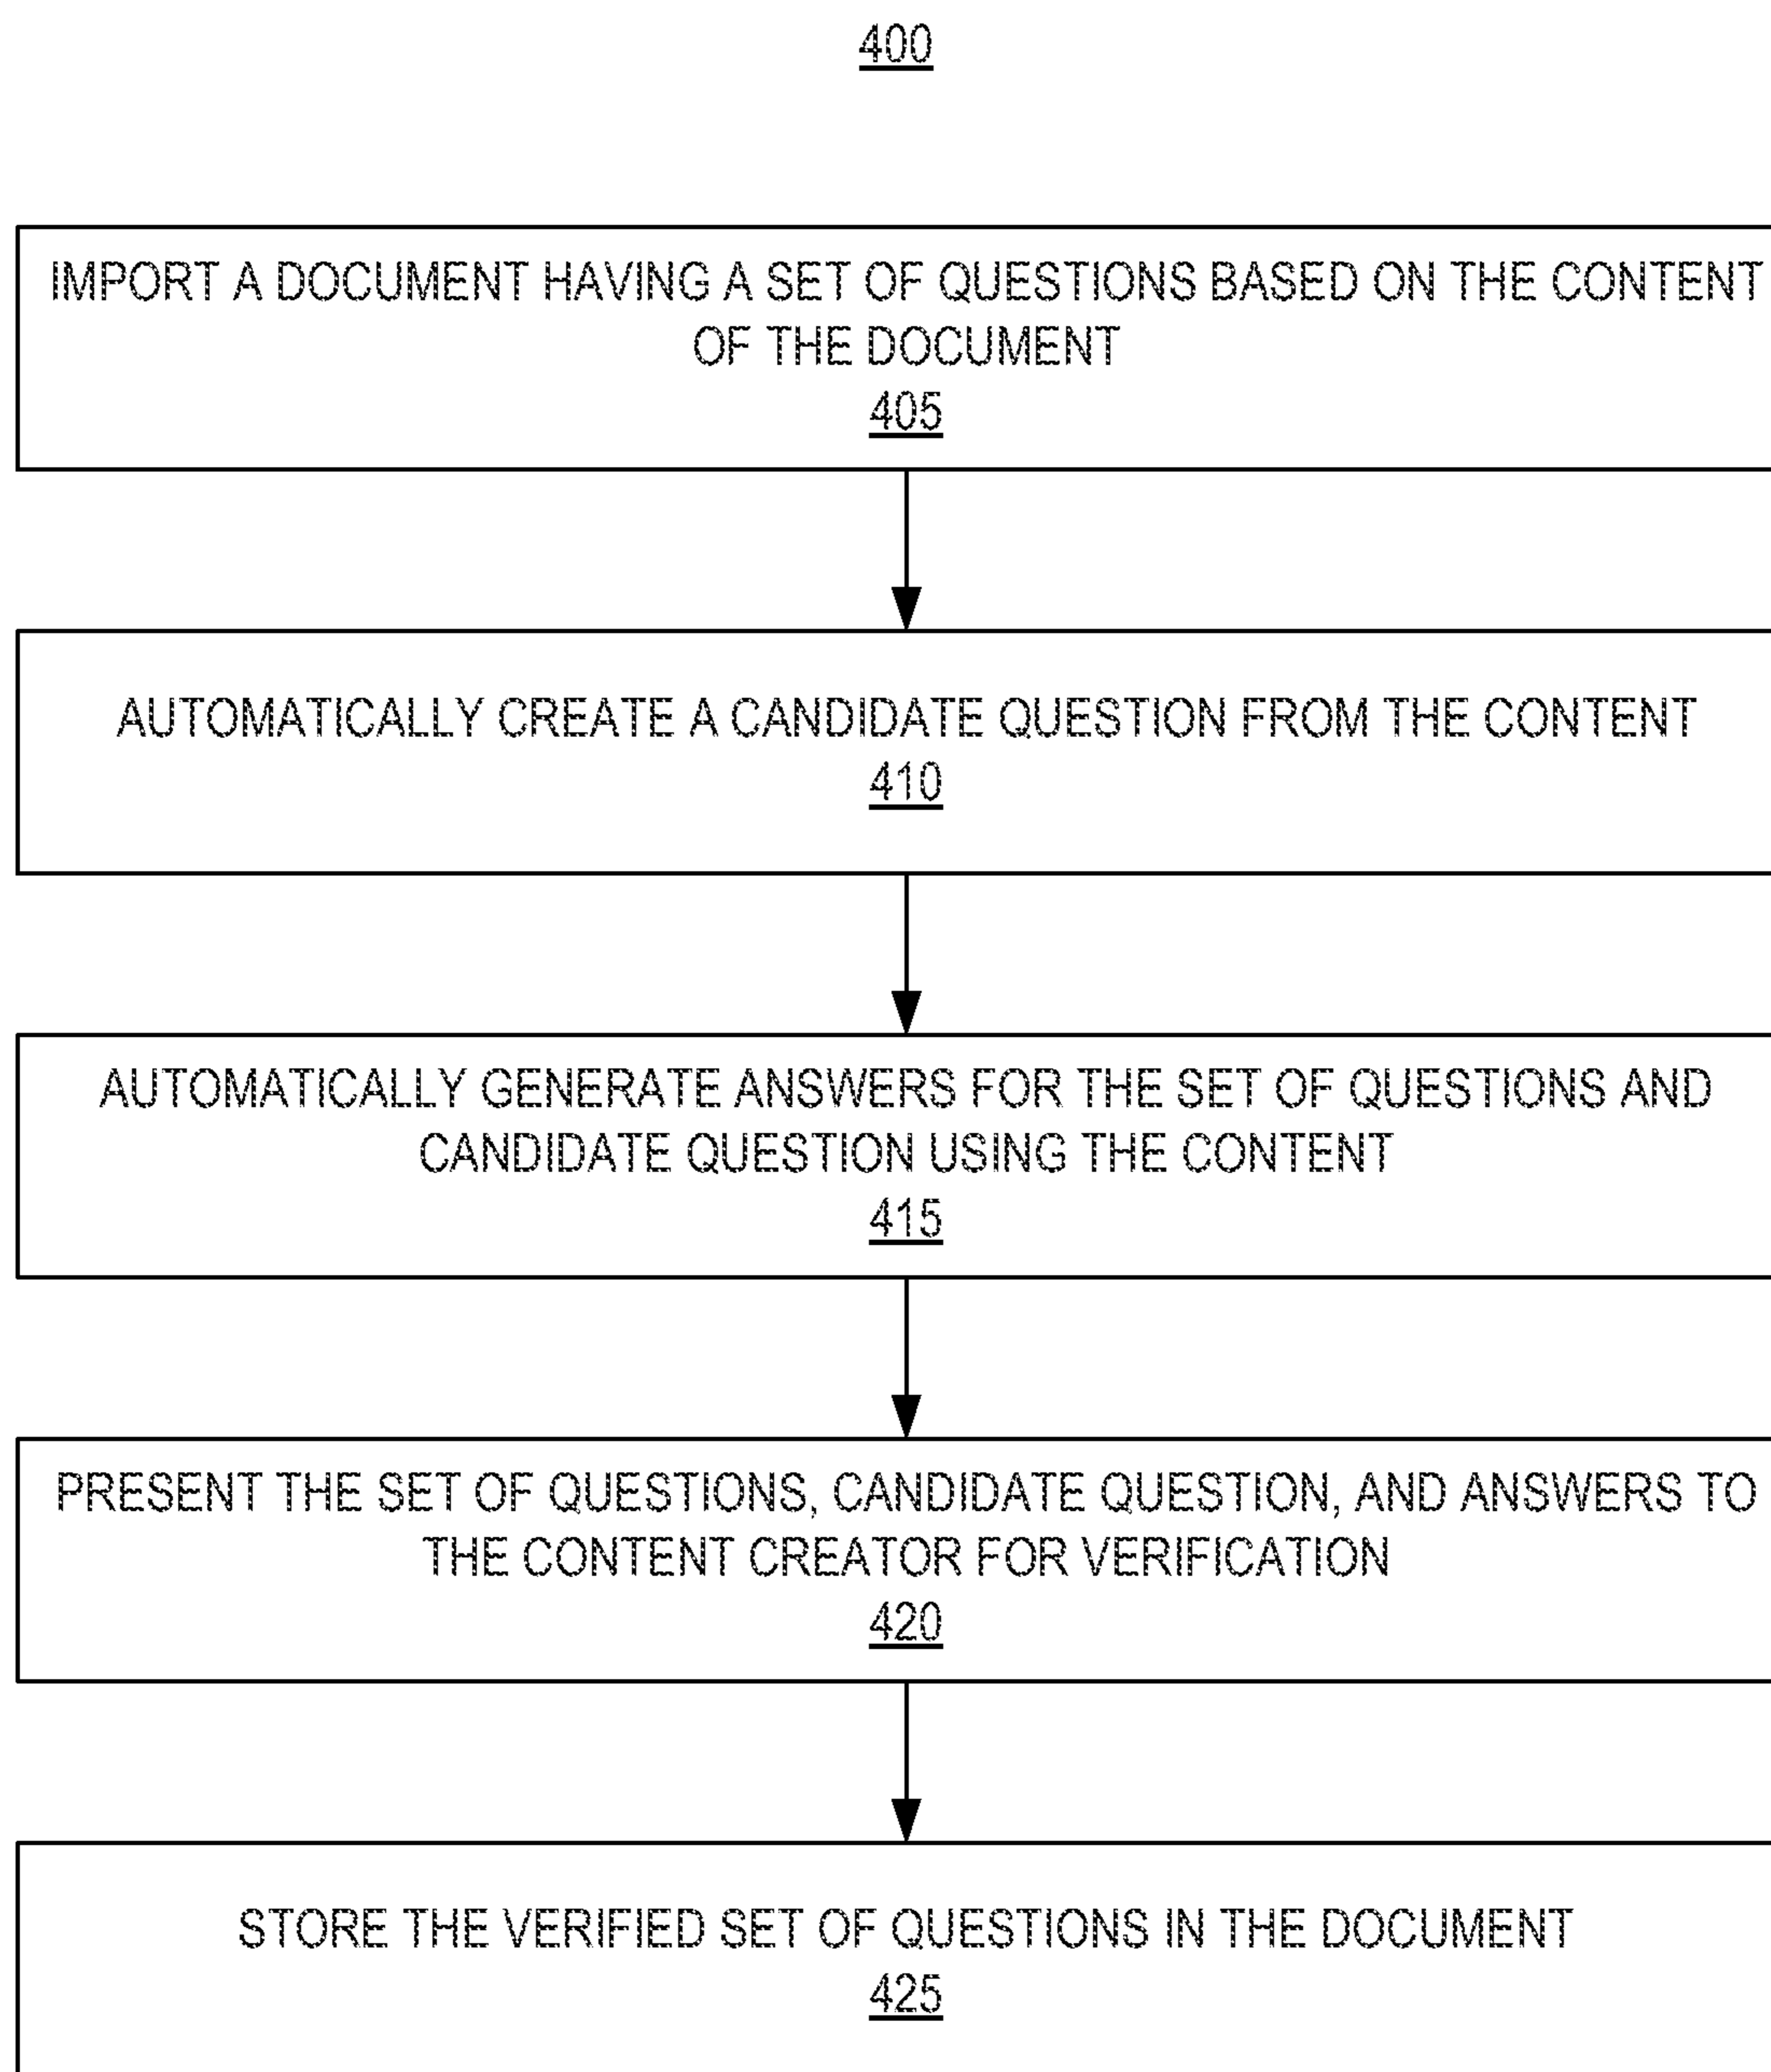 400
IMPORT A DOCUMENT HAVING A SET OF QUESTIONS BASED ON THE CONTENT
OF THE DOCUMENT
405
AUTOMATICALLY CREATE A CANDIDATE QUESTION FROM THE CONTENT
410
AUTOMATICALLY GENERATE ANSWERS FOR THE SET OF QUESTIONS AND
CANDIDATE QUESTION USING THE CONTENT
415
PRESENT THE SET OF QUESTIONS, CANDIDATE QUESTION, AND ANSWERS TO
THE CONTENT CREATOR FOR VERIFICATION
420
STORE THE VERIFIED SET OF QUESTIONS IN THE DOCUMENT
425